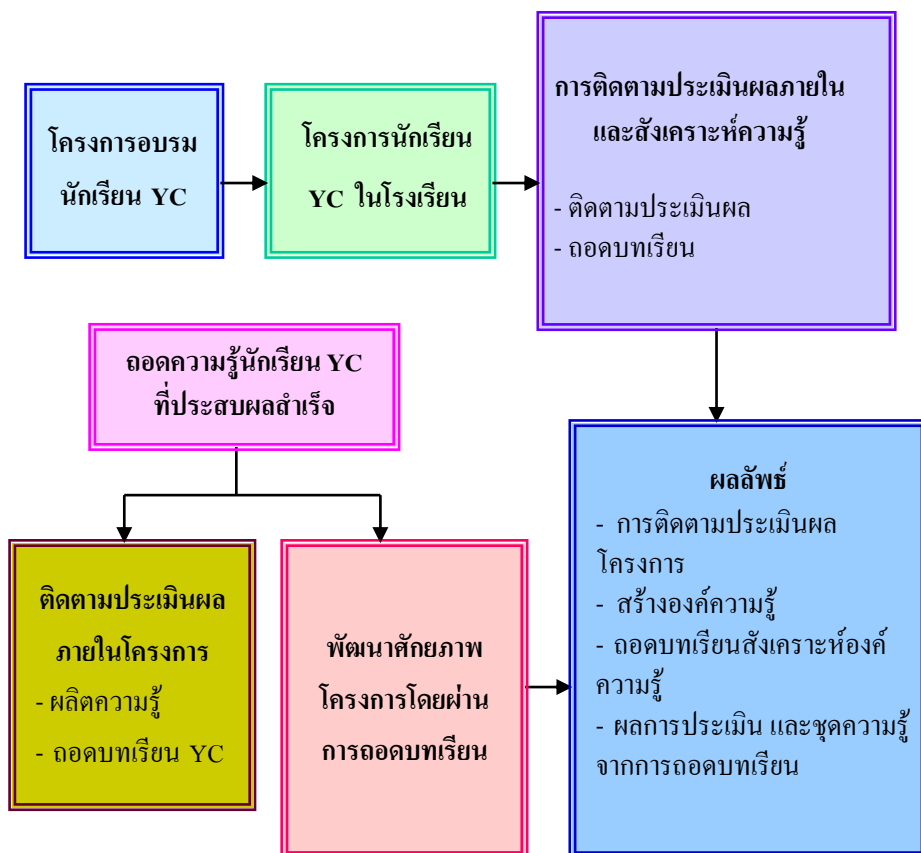 โครงการอบรม
นักเรียน YC
โครงการนักเรียน
YC ในโรงเรียน
การติดตามประเมินผลภายใน
และสังเคราะห์ความรู้
- ติดตามประเมินผล
- ถอดบทเรียน
ถอดความรู้นักเรียน YC
ที่ประสบผลสำเร็จ
ติดตามประเมินผล
ภายในโครงการ
- ผลิตความรู้
- ถอดบทเรียน YC
พัฒนาศักยภาพ
โครงการโดยผ่าน
การถอดบทเรียน
ผลลัพธ์
- การติดตามประเมินผล
โครงการ
- สร้างองค์ความรู้
- ถอดบทเรียนสังเคราะห์องค์
ความรู้
- ผลการประเมิน และชุดความรู้
จากการถอดบทเรียน